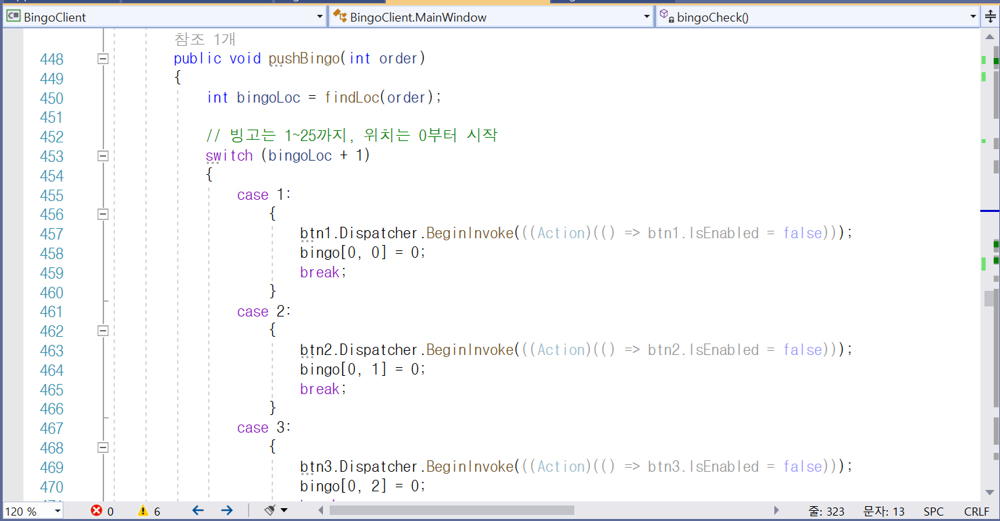 BingoClient BingoClient.MainWindow bingoCheck()
참조 1개
448 public void pushBingo(int order)
449 {
450 int bingoLoc = findLoc(order);
451
452 // 빙고는 1~25까지, 위치는 0부터 시작
453 switch (bingoLoc + 1)
454 {
455 case 1:
456 {
457 btn1.Dispatcher.BeginInvoke(((Action)(() => btn1.IsEnabled = false)));
458 bingo[0, 0] = 0;
459 break;
460 }
461 case 2:
462 {
463 btn2.Dispatcher.BeginInvoke(((Action)(() => btn2.IsEnabled = false)));
464 bingo[0, 1] = 0;
465 break;
466 }
467 case 3:
468 {
469 btn3.Dispatcher.BeginInvoke(((Action)(() => btn3.IsEnabled = false)));
470 bingo[0, 2] = 0;
120 % 0 6 줄: 323 문자: 13 SPC CRLF